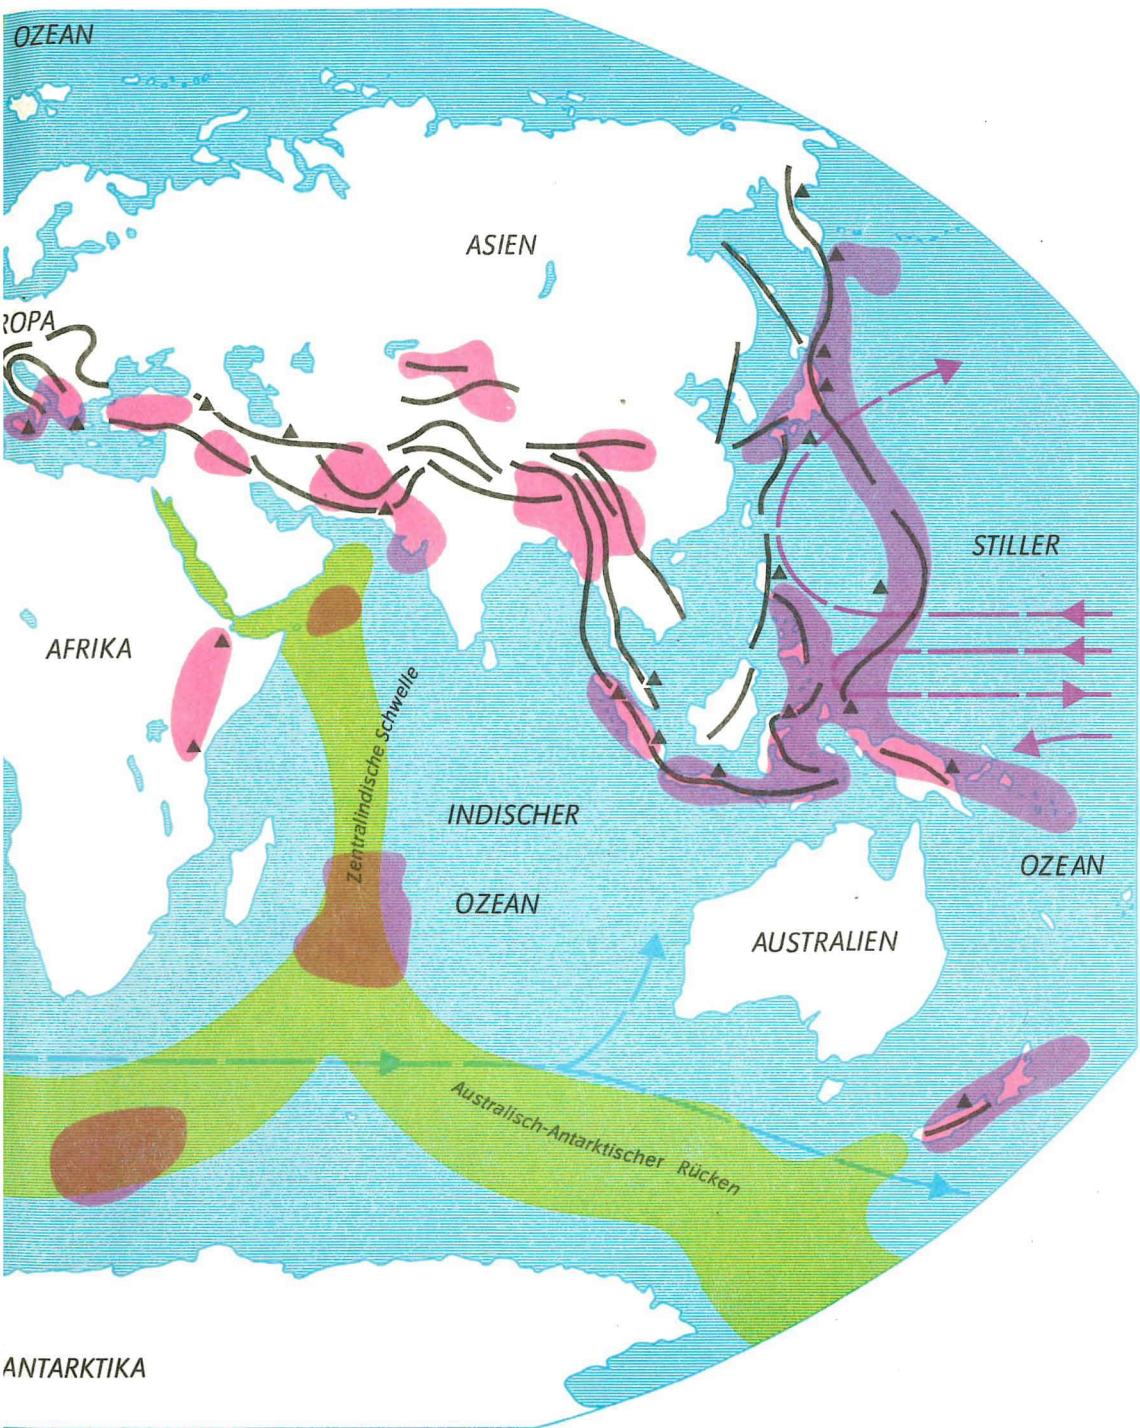 OZEAN
ASIEN
ROPA
STILLER
AFRIKA
Zentralindische Schwelle
INDISCHER
OZEAN
OZEAN
AUSTRALIEN
Australisch-Antarktischer Rücken
ANTARKTIKA